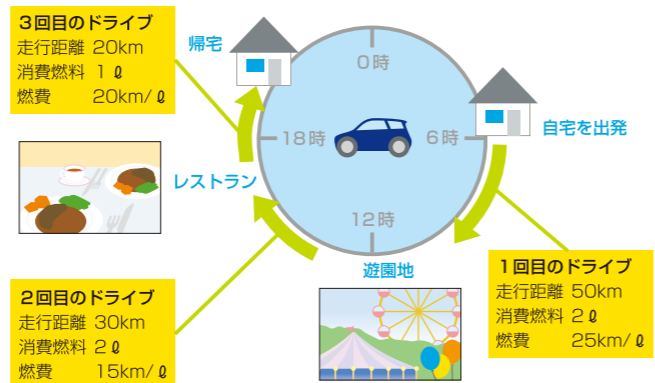 3回目のドライブ
走行距離 20km
消費燃料 1ℓ
燃費 20km/ℓ
帰宅
0時
自宅を出発
18時
6時
レストラン
12時
遊園地
1回目のドライブ
走行距離 50km
消費燃料 2ℓ
燃費 25km/ℓ
2回目のドライブ
走行距離 30km
消費燃料 2ℓ
燃費 15km/ℓ